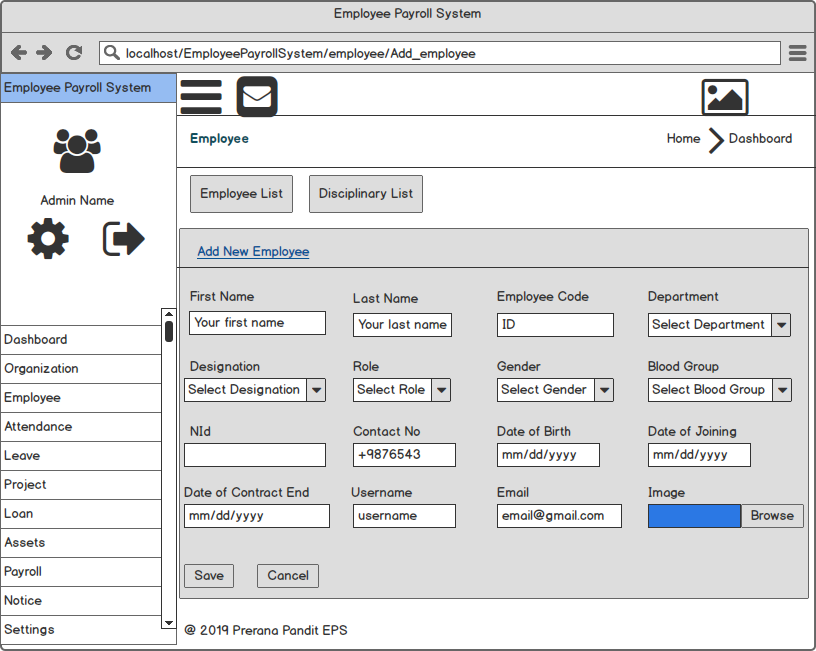 Employee Payroll System
localhost/EmployeePayrollSystem/employee/Add_employee
Employee Payroll System
Admin Name
Dashboard
Organization
Employee
Attendance
Leave
Project
Loan
Assets
Payroll
Notice
Settings
Employee
Home Dashboard
Employee List Disciplinary List
Add New Employee
First Name Last Name Employee Code Department
Your first name Your last name ID Select Department
Designation Role Gender Blood Group
Select Designation Select Role Select Gender Select Blood Group
NId Contact No Date of Birth Date of Joining
+9876543 mm/dd/yyyy mm/dd/yyyy
Date of Contract End Username Email Image
mm/dd/yyyy username email@gmail.com Browse
Save Cancel
@ 2019 Prerana Pandit EPS